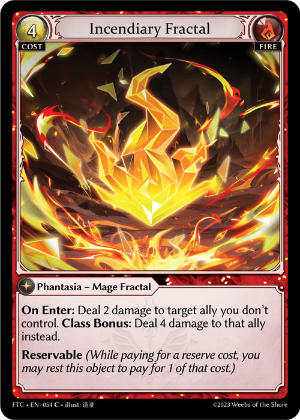 4
COST
Incendiary Fractal
FIRE
Phantasia – Mage Fractal
On Enter: Deal 2 damage to target ally you don't
control. Class Bonus: Deal 4 damage to that ally
instead.
Reservable (While paying for a reserve cost, you
may rest this object to pay for 1 of that cost.)
FTC • EN-054 C • illust: 道凌
©2023 Weebs of the Shore